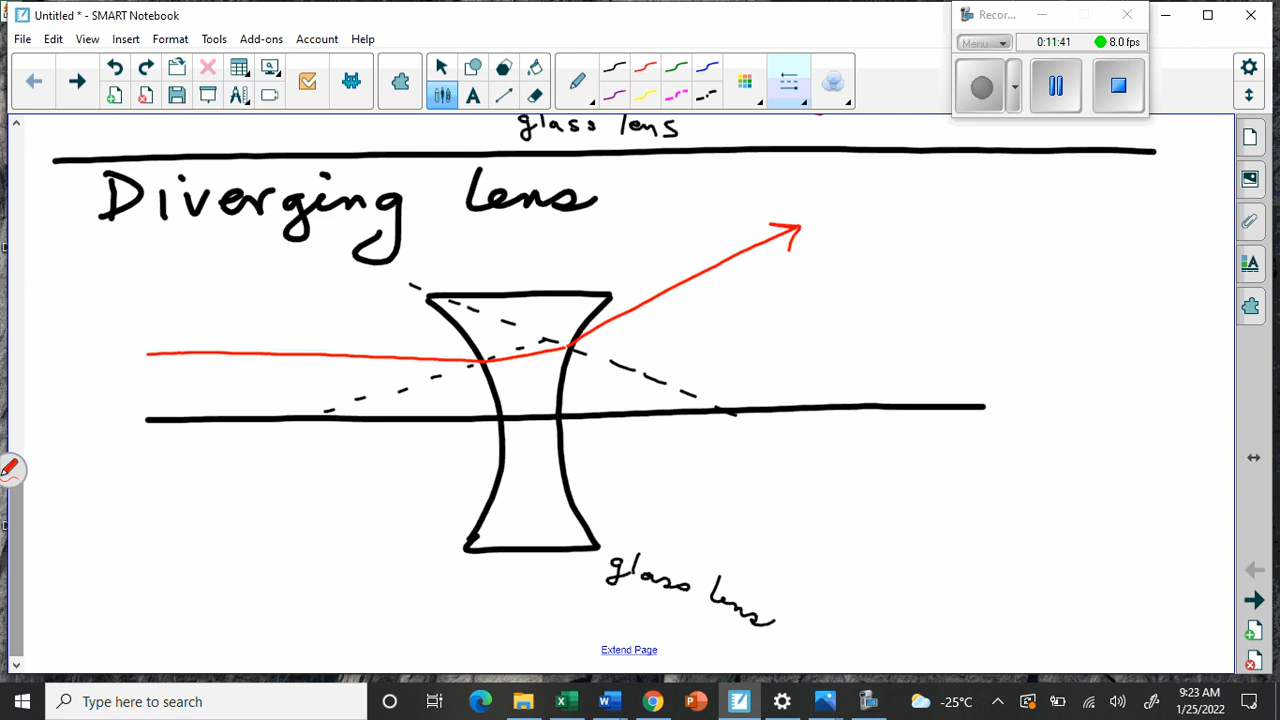 Untitled * - SMART Notebook
Recor...
File Edit View Insert Format Tools Add-ons Account Help
Menu 0:11:41 8.0 fps
glass lens
Diverging lens
glass lens
Extend Page
Type here to search
-25°C
9:23 AM
1/25/2022